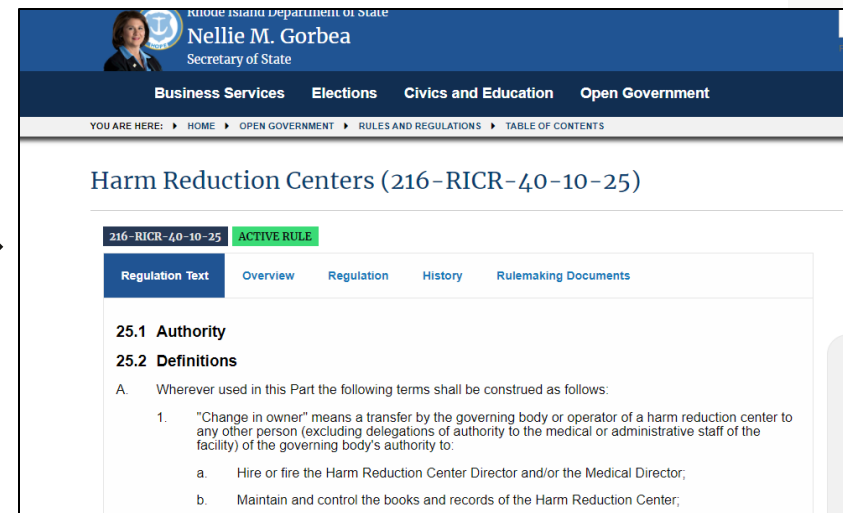 Rhode Island Department of State
Nellie M. Gorbea
Secretary of State
Business Services Elections Civics and Education Open Government
YOU ARE HERE: HOME OPEN GOVERNMENT RULES AND REGULATIONS TABLE OF CONTENTS
Harm Reduction Centers (216-RICR-40-10-25)
216-RICR-40-10-25 ACTIVE RULE
Regulation Text Overview Regulation History Rulemaking Documents
25.1 Authority
25.2 Definitions
A. Wherever used in this Part the following terms shall be construed as follows:
1. "Change in owner" means a transfer by the governing body or operator of a harm reduction center to
any other person (excluding delegations of authority to the medical or administrative staff of the
facility) of the governing body's authority to:
a. Hire or fire the Harm Reduction Center Director and/or the Medical Director;
b. Maintain and control the books and records of the Harm Reduction Center;